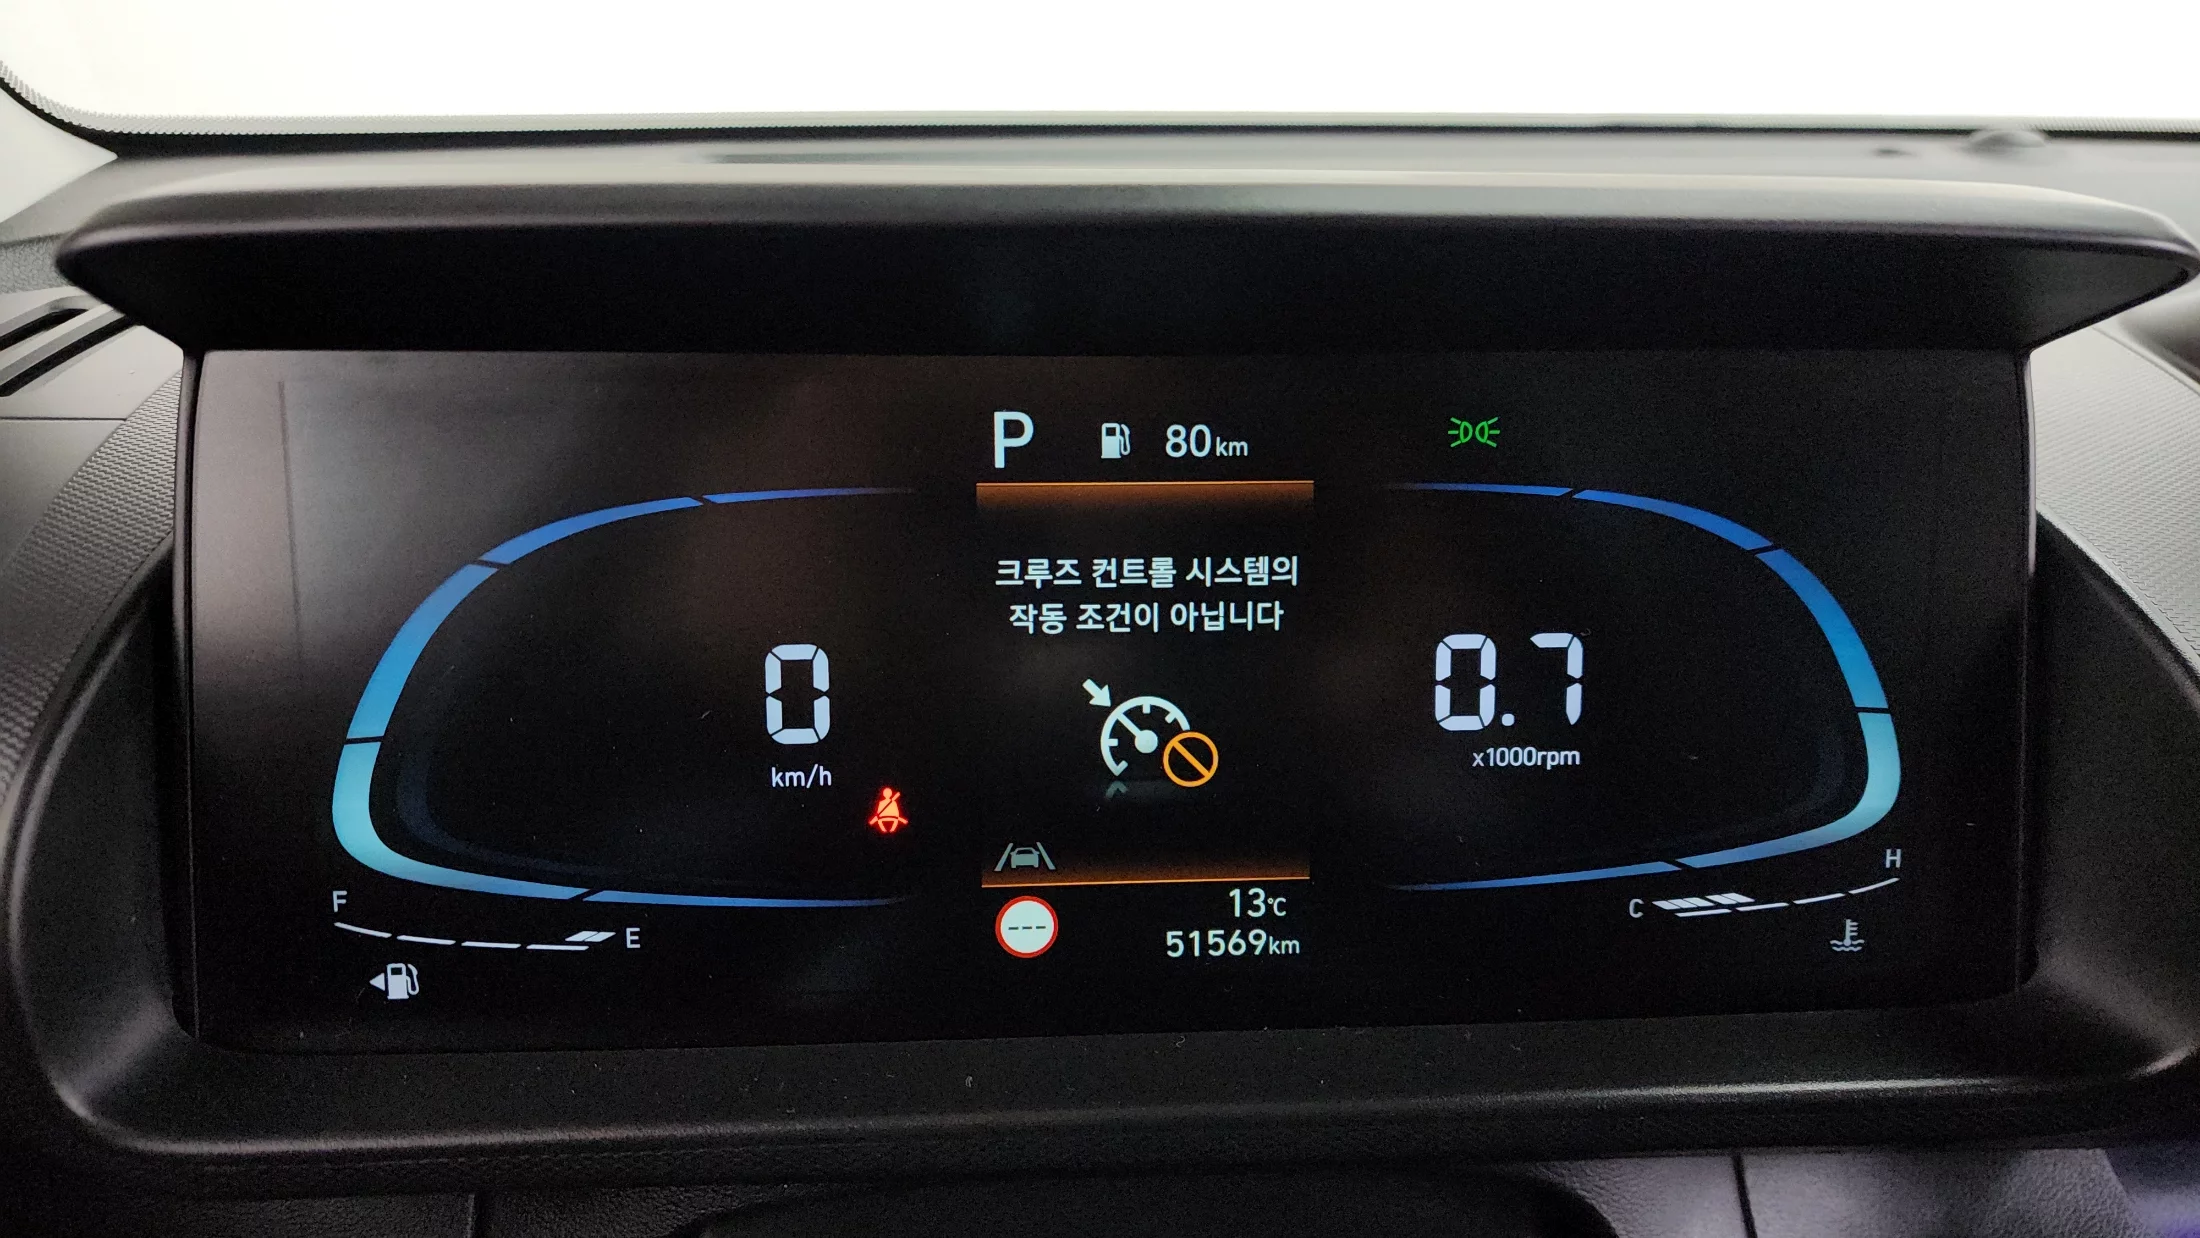 P 80km
크루즈 컨트롤 시스템의
작동 조건이 아닙니다
0
km/h
0.7
x1000rpm
F E
C H
---
13℃
51569km